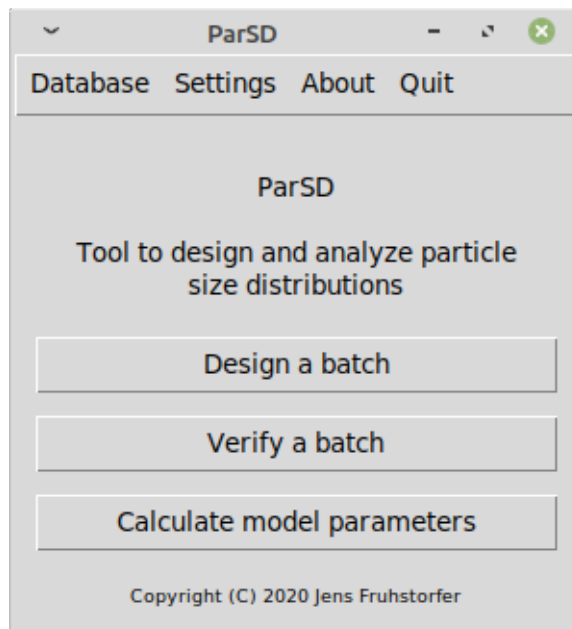 ParSD
Database Settings About Quit
ParSD
Tool to design and analyze particle
size distributions
Design a batch
Verify a batch
Calculate model parameters
Copyright (C) 2020 Jens Fruhstorfer